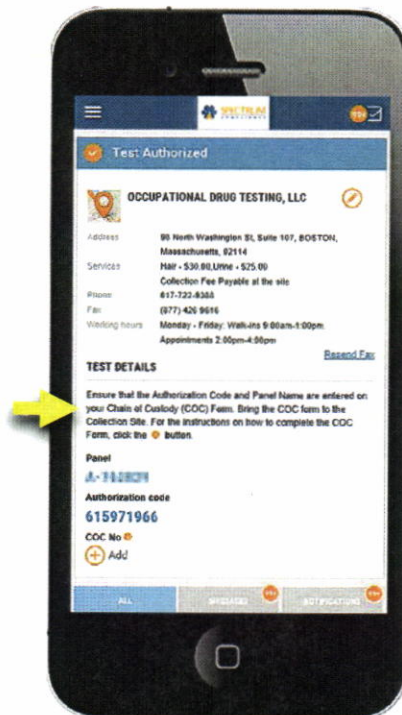 SPECTRUM
COMPLIANCE
Test Authorized
OCCUPATIONAL DRUG TESTING, LLC
Address 90 North Washington St, Suite 107, BOSTON,
Massachusetts, 02114
Services Hair - $30.00,Urine - $25.00
Collection Fee Payable at the site
Phone 617-722-9388
Fax (877) 426 9616
Working hours Monday - Friday: Walk-ins 9:00am-1:00pm
Appointments 2:00pm-4:00pm
Resend Fax
TEST DETAILS
Ensure that the Authorization Code and Panel Name are entered on
your Chain of Custody (COC) Form. Bring the COC form to the
Collection Site. For the instructions on how to complete the COC
Form, click the button.
Panel
Authorization code
615971966
COC No
Add
ALL MESSAGES NOTIFICATIONS